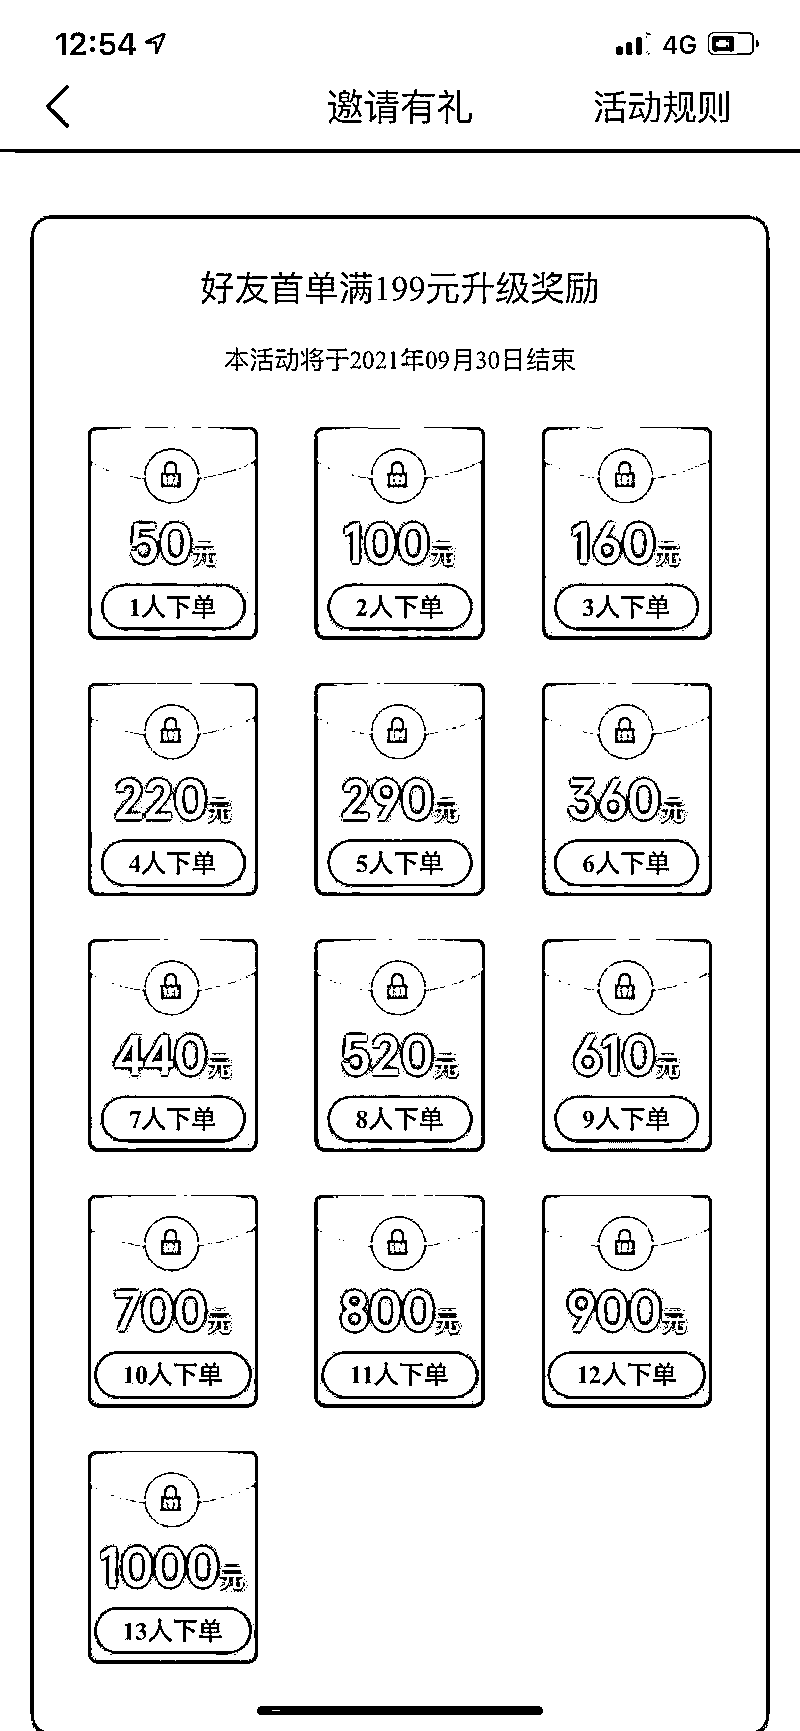 12:54 4G
邀请有礼 活动规则
好友首单满199元升级奖励
本活动将于2021年09月30日结束
50元 100元 160元
1人下单 2人下单 3人下单
220元 290元 360元
4人下单 5人下单 6人下单
440元 520元 610元
7人下单 8人下单 9人下单
700元 800元 900元
10人下单 11人下单 12人下单
1000元
13人下单